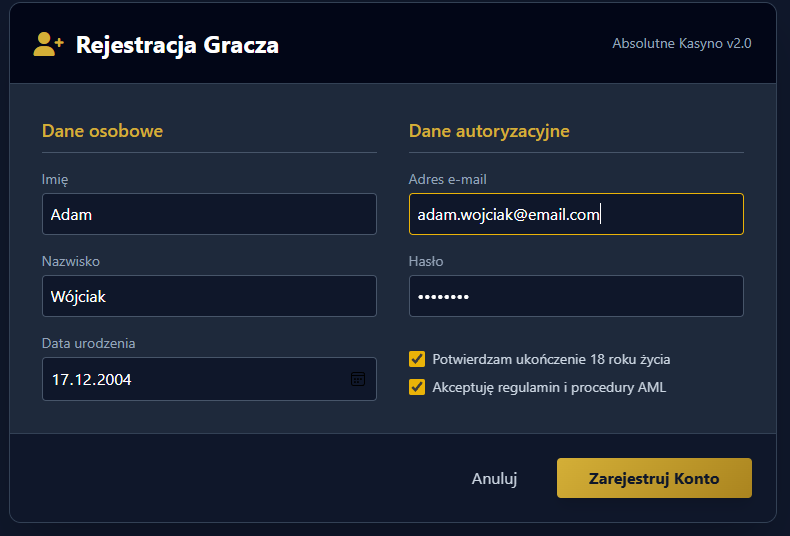 Rejestracja Gracza
Absolutne Kasyno v2.0
Dane osobowe
Imię
Adam
Nazwisko
Wójciak
Data urodzenia
17.12.2004
Dane autoryzacyjne
Adres e-mail
adam.wojciak@email.com
Hasło
••••••••
Potwierdzam ukończenie 18 roku życia
Akceptuję regulamin i procedury AML
Anuluj
Zarejestruj Konto